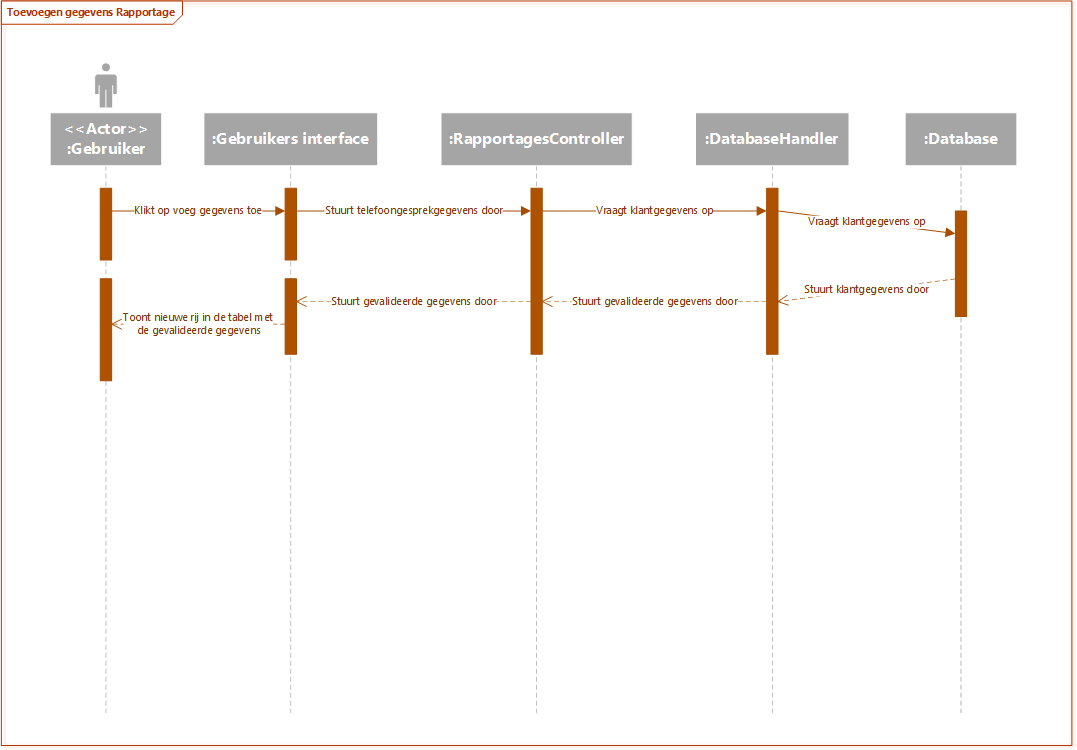 Toevoegen gegevens Rapportage
<<Actor>>
:Gebruiker
:Gebruikers interface
:RapportagesController
:DatabaseHandler
:Database
Klikt op voeg gegevens toe
Stuurt telefoongesprekgegevens door
Vraagt klantgegevens op
Vraagt klantgegevens op
Stuurt klantgegevens door
Stuurt gevalideerde gegevens door
Stuurt gevalideerde gegevens door
Toont nieuwe rij in de tabel met
de gevalideerde gegevens